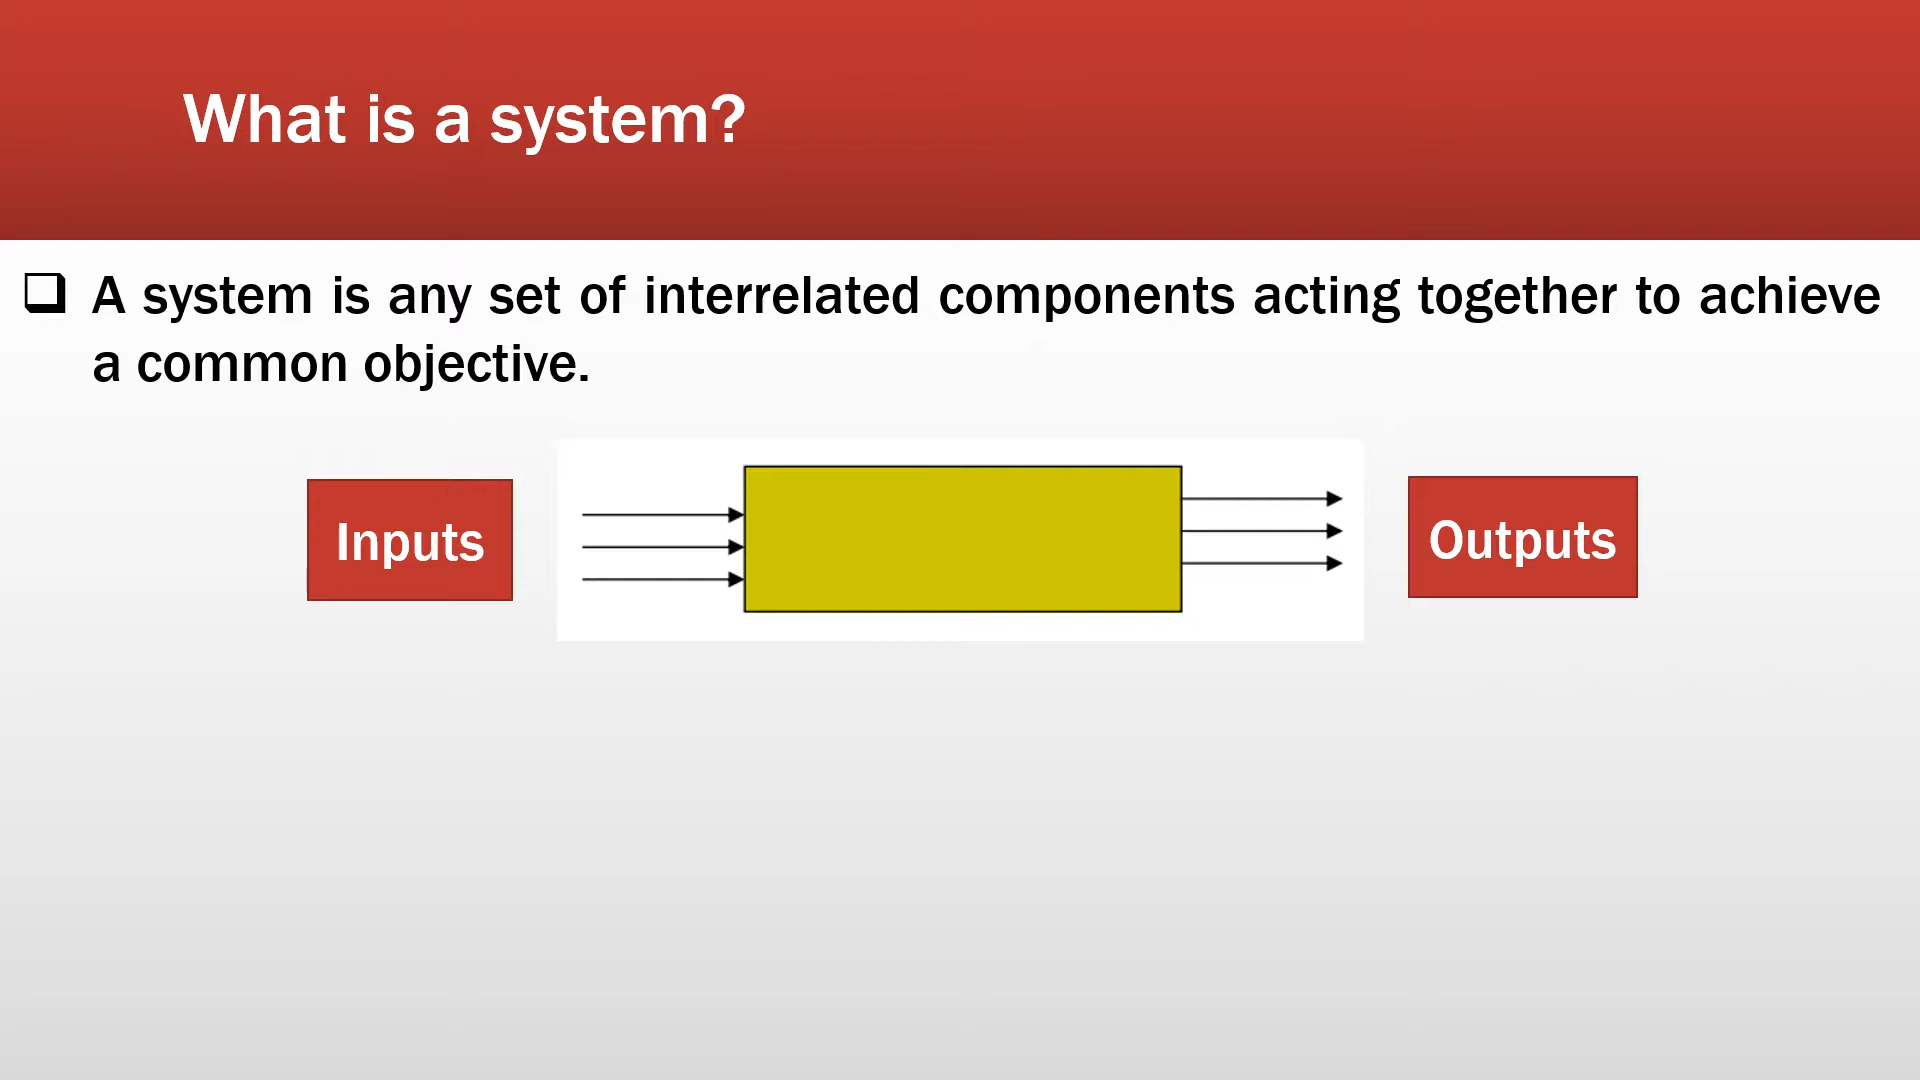 What is a system?
A system is any set of interrelated components acting together to achieve
a common objective.
Inputs
Outputs